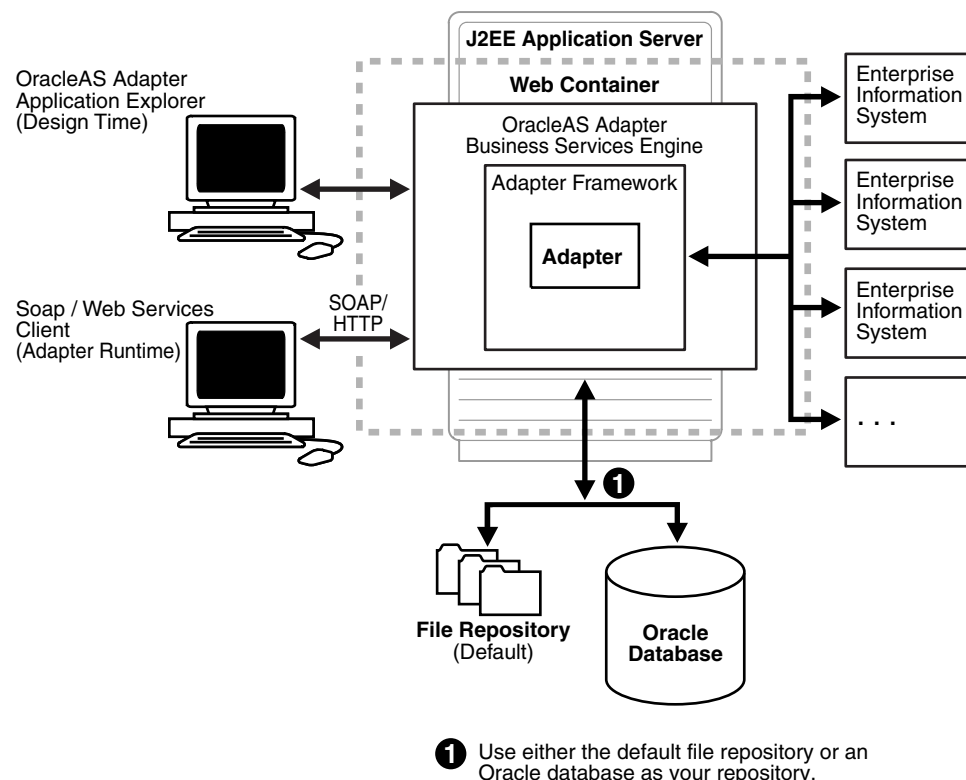 J2EE Application Server
Web Container
OracleAS Adapter
Application Explorer
(Design Time)
OracleAS Adapter
Business Services Engine
Adapter Framework
Adapter
Enterprise
Information
System
Enterprise
Information
System
Soap / Web Services
Client
(Adapter Runtime)
SOAP/
HTTP
Enterprise
Information
System
. . .
1
File Repository
(Default)
Oracle
Database
1 Use either the default file repository or an
Oracle database as your repository.